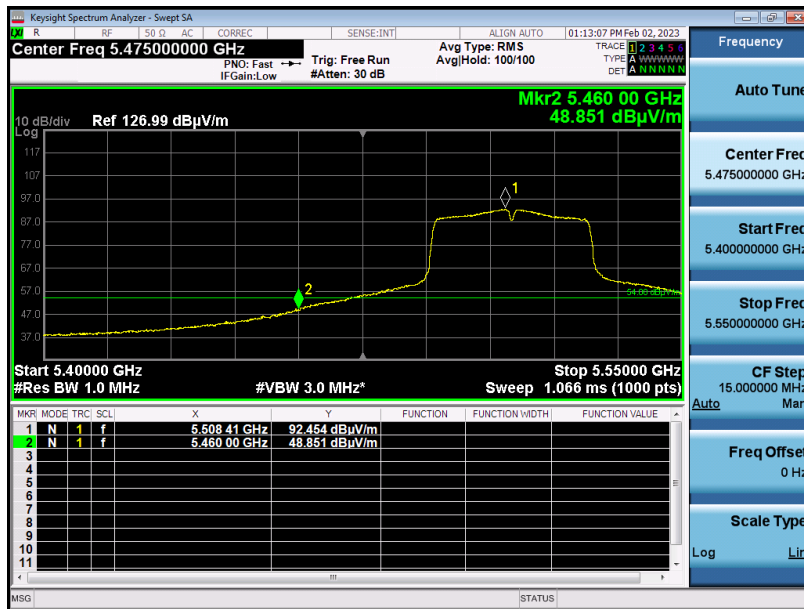 Keysight Spectrum Analyzer - Swept SA
LXI R RF 50 Ω AC CORREC SENSE:INT ALIGN AUTO 01:13:07 PM Feb 02, 2023
Center Freq 5.475000000 GHz
PNO: Fast
IFGain:Low
Trig: Free Run
#Atten: 30 dB
Avg Type: RMS
Avg|Hold: 100/100
TRACE 1 2 3 4 5 6
TYPE A WWWWW
DET A N N N N N
Mkr2 5.460 00 GHz
48.851 dBµV/m
10 dB/div Ref 126.99 dBµV/m
Log
117
107
97.0
87.0
77.0
67.0
57.0
47.0
37.0
1
2
54.00 dBµV/m
Start 5.40000 GHz Stop 5.55000 GHz
#Res BW 1.0 MHz #VBW 3.0 MHz* Sweep 1.066 ms (1000 pts)
MKR MODE TRC SCL X Y FUNCTION FUNCTION WIDTH FUNCTION VALUE
1 N 1 f 5.508 41 GHz 92.454 dBµV/m
2 N 1 f 5.460 00 GHz 48.851 dBµV/m
3
4
5
6
7
8
9
10
11
MSG STATUS
Frequency
Auto Tune
Center Freq
5.475000000 GHz
Start Freq
5.400000000 GHz
Stop Freq
5.550000000 GHz
CF Step
15.000000 MHz
Auto Man
Freq Offset
0 Hz
Scale Type
Log Lin